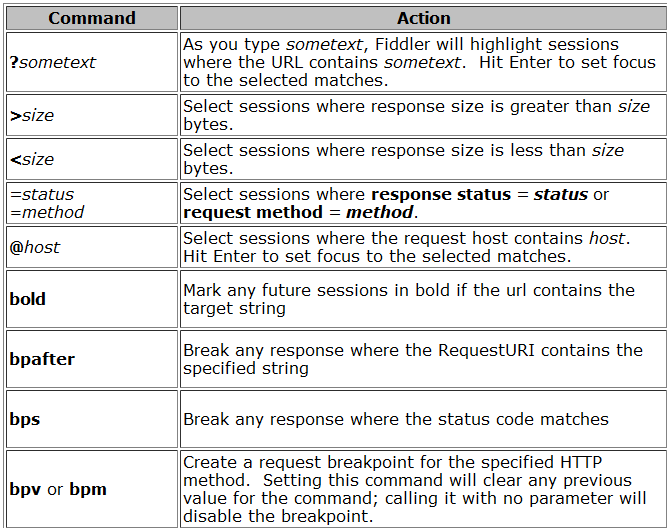 Command Action
?sometext As you type sometext, Fiddler will highlight sessions
where the URL contains sometext.  Hit Enter to set focus
to the selected matches.
>size Select sessions where response size is greater than size
bytes.
<size Select sessions where response size is less than size
bytes.
=status Select sessions where response status = status or
=method request method = method.
@host Select sessions where the request host contains host.
Hit Enter to set focus to the selected matches.
bold Mark any future sessions in bold if the url contains the
target string
bpafter Break any response where the RequestURI contains the
specified string
bps Break any response where the status code matches
bpv or bpm Create a request breakpoint for the specified HTTP
method.  Setting this command will clear any previous
value for the command; calling it with no parameter will
disable the breakpoint.